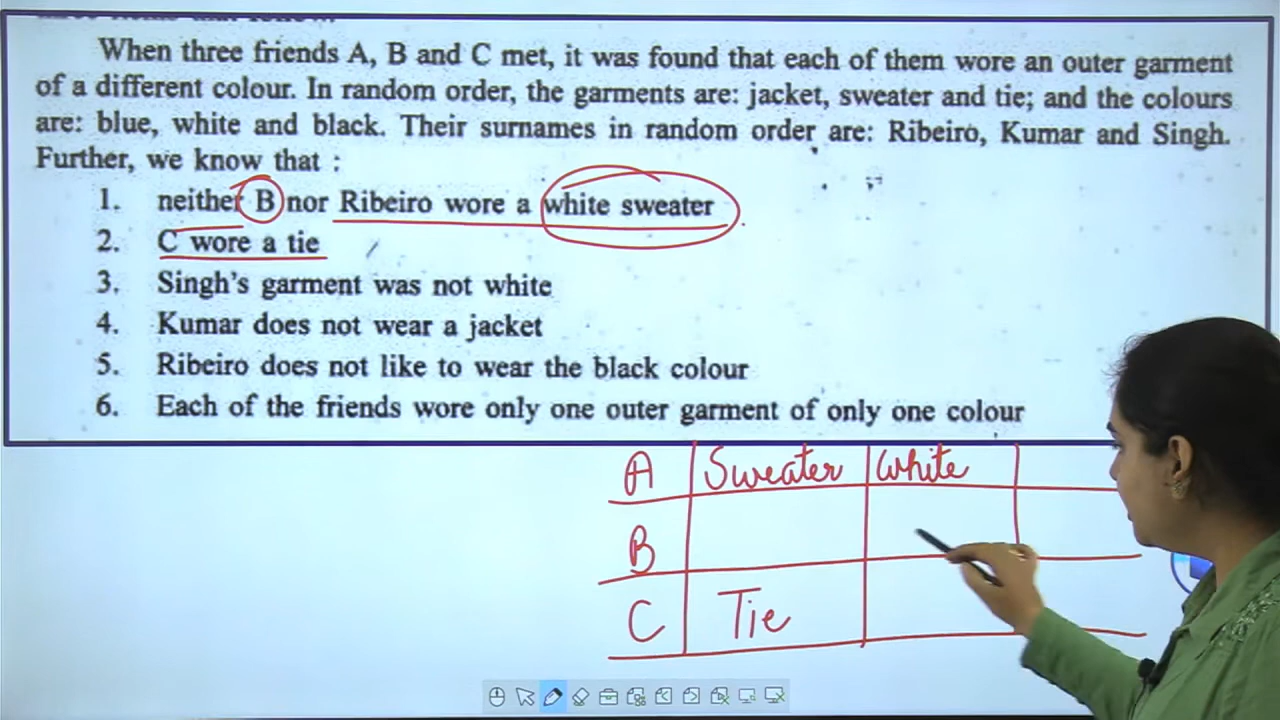 When three friends A, B and C met, it was found that each of them wore an outer garment
of a different colour. In random order, the garments are: jacket, sweater and tie; and the colours
are: blue, white and black. Their surnames in random order are: Ribeiro, Kumar and Singh.
Further, we know that :
1. neither B nor Ribeiro wore a white sweater
2. C wore a tie
3. Singh's garment was not white
4. Kumar does not wear a jacket
5. Ribeiro does not like to wear the black colour
6. Each of the friends wore only one outer garment of only one colour
A Sweater White
B
C Tie